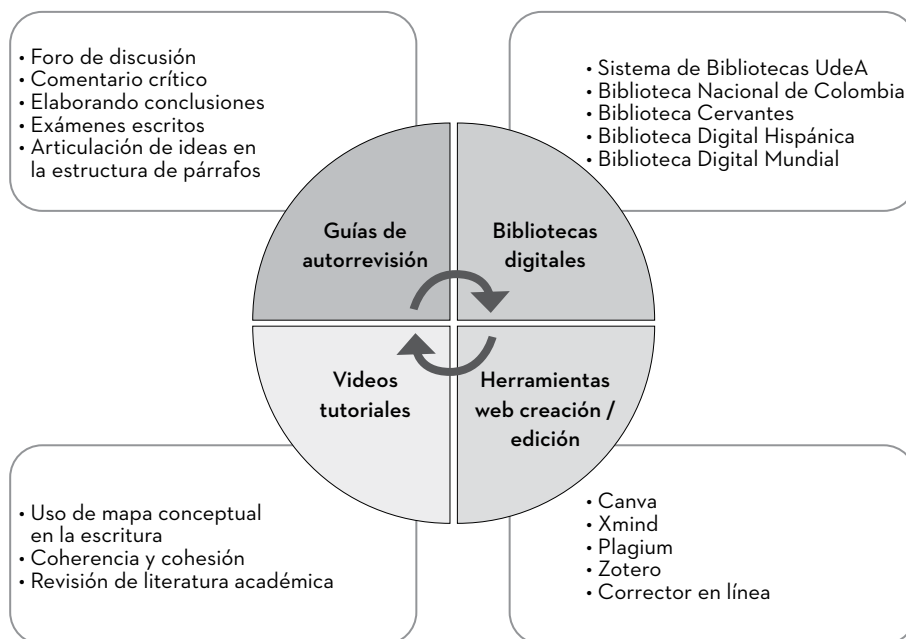 • Foro de discusión
• Comentario crítico
• Elaborando conclusiones
• Exámenes escritos
• Articulación de ideas en
la estructura de párrafos
• Sistema de Bibliotecas UdeA
• Biblioteca Nacional de Colombia
• Biblioteca Cervantes
• Biblioteca Digital Hispánica
• Biblioteca Digital Mundial
Guías de
autorrevisión
Bibliotecas
digitales
Videos
tutoriales
Herramientas
web creación /
edición
• Uso de mapa conceptual
en la escritura
• Coherencia y cohesión
• Revisión de literatura académica
• Canva
• Xmind
• Plagium
• Zotero
• Corrector en línea